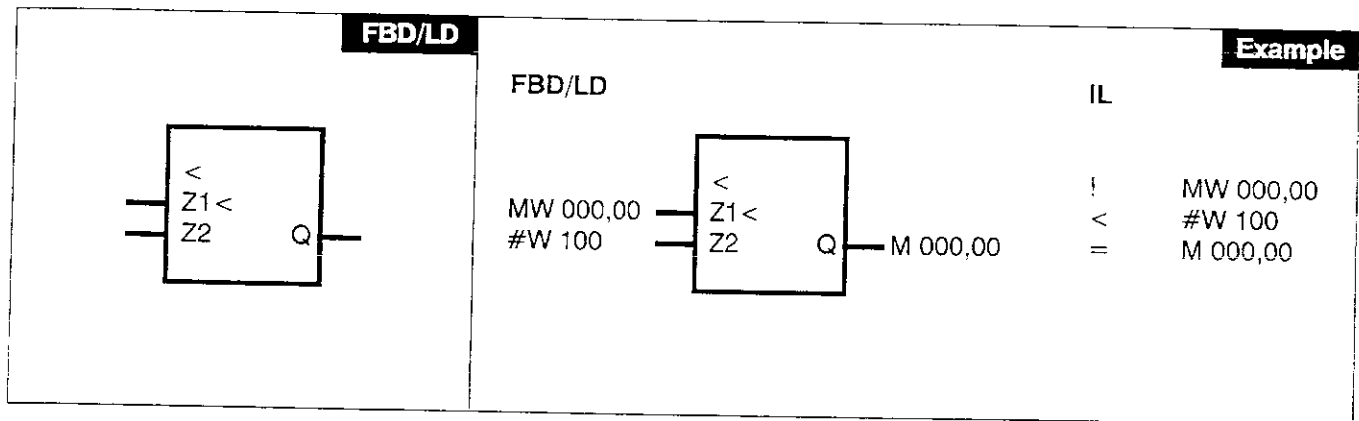 FBD/LD
<
Z1<
Z2 Q
Example
FBD/LD
MW 000,00
#W 100
<
Z1<
Z2 Q
M 000,00
IL
! MW 000,00
< #W 100
= M 000,00